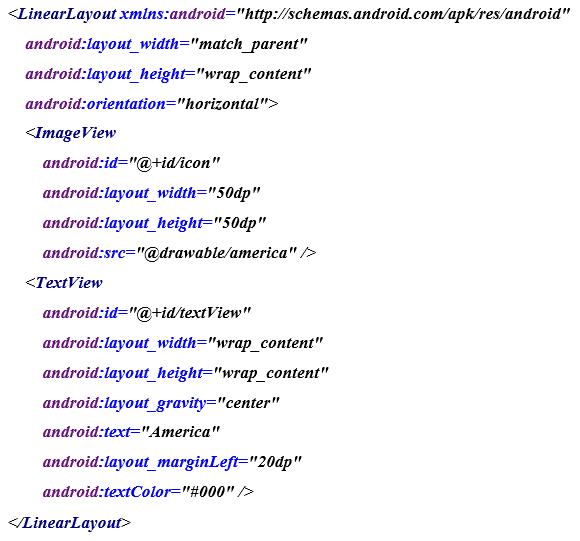 <LinearLayout xmlns:android="http://schemas.android.com/apk/res/android"
android:layout_width="match_parent"
android:layout_height="wrap_content"
android:orientation="horizontal">
<ImageView
android:id="@+id/icon"
android:layout_width="50dp"
android:layout_height="50dp"
android:src="@drawable/america" />
<TextView
android:id="@+id/textView"
android:layout_width="wrap_content"
android:layout_height="wrap_content"
android:layout_gravity="center"
android:text="America"
android:layout_marginLeft="20dp"
android:textColor="#000" />
</LinearLayout>